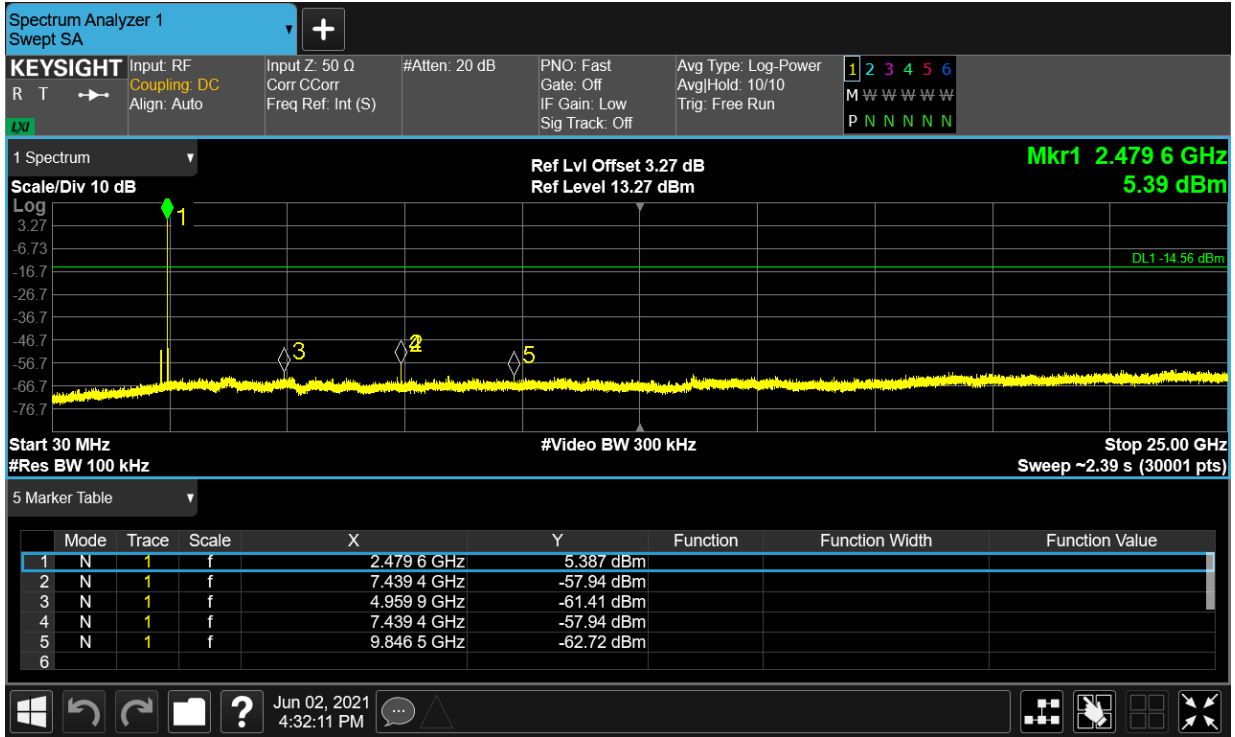 Spectrum Analyzer 1
Swept SA
KEYSIGHT Input: RF Input Z: 50 Ω #Atten: 20 dB PNO: Fast Avg Type: Log-Power 1 2 3 4 5 6
R T Coupling: DC Corr CCorr Gate: Off Avg|Hold: 10/10 M W W W W W
Align: Auto Freq Ref: Int (S) IF Gain: Low Trig: Free Run
LXI Sig Track: Off P N N N N N
1 Spectrum Ref Lvl Offset 3.27 dB Mkr1 2.479 6 GHz
Scale/Div 10 dB Ref Level 13.27 dBm 5.39 dBm
Log
1
3.27
-6.73
DL1 -14.56 dBm
-16.7
-26.7
-36.7
-46.7
3 2 5
-56.7
-66.7
-76.7
Start 30 MHz #Video BW 300 kHz Stop 25.00 GHz
#Res BW 100 kHz Sweep ~2.39 s (30001 pts)
5 Marker Table
Mode Trace Scale X Y Function Function Width Function Value
1 N 1 f 2.479 6 GHz 5.387 dBm
2 N 1 f 7.439 4 GHz -57.94 dBm
3 N 1 f 4.959 9 GHz -61.41 dBm
4 N 1 f 7.439 4 GHz -57.94 dBm
5 N 1 f 9.846 5 GHz -62.72 dBm
6
? Jun 02, 2021
4:32:11 PM